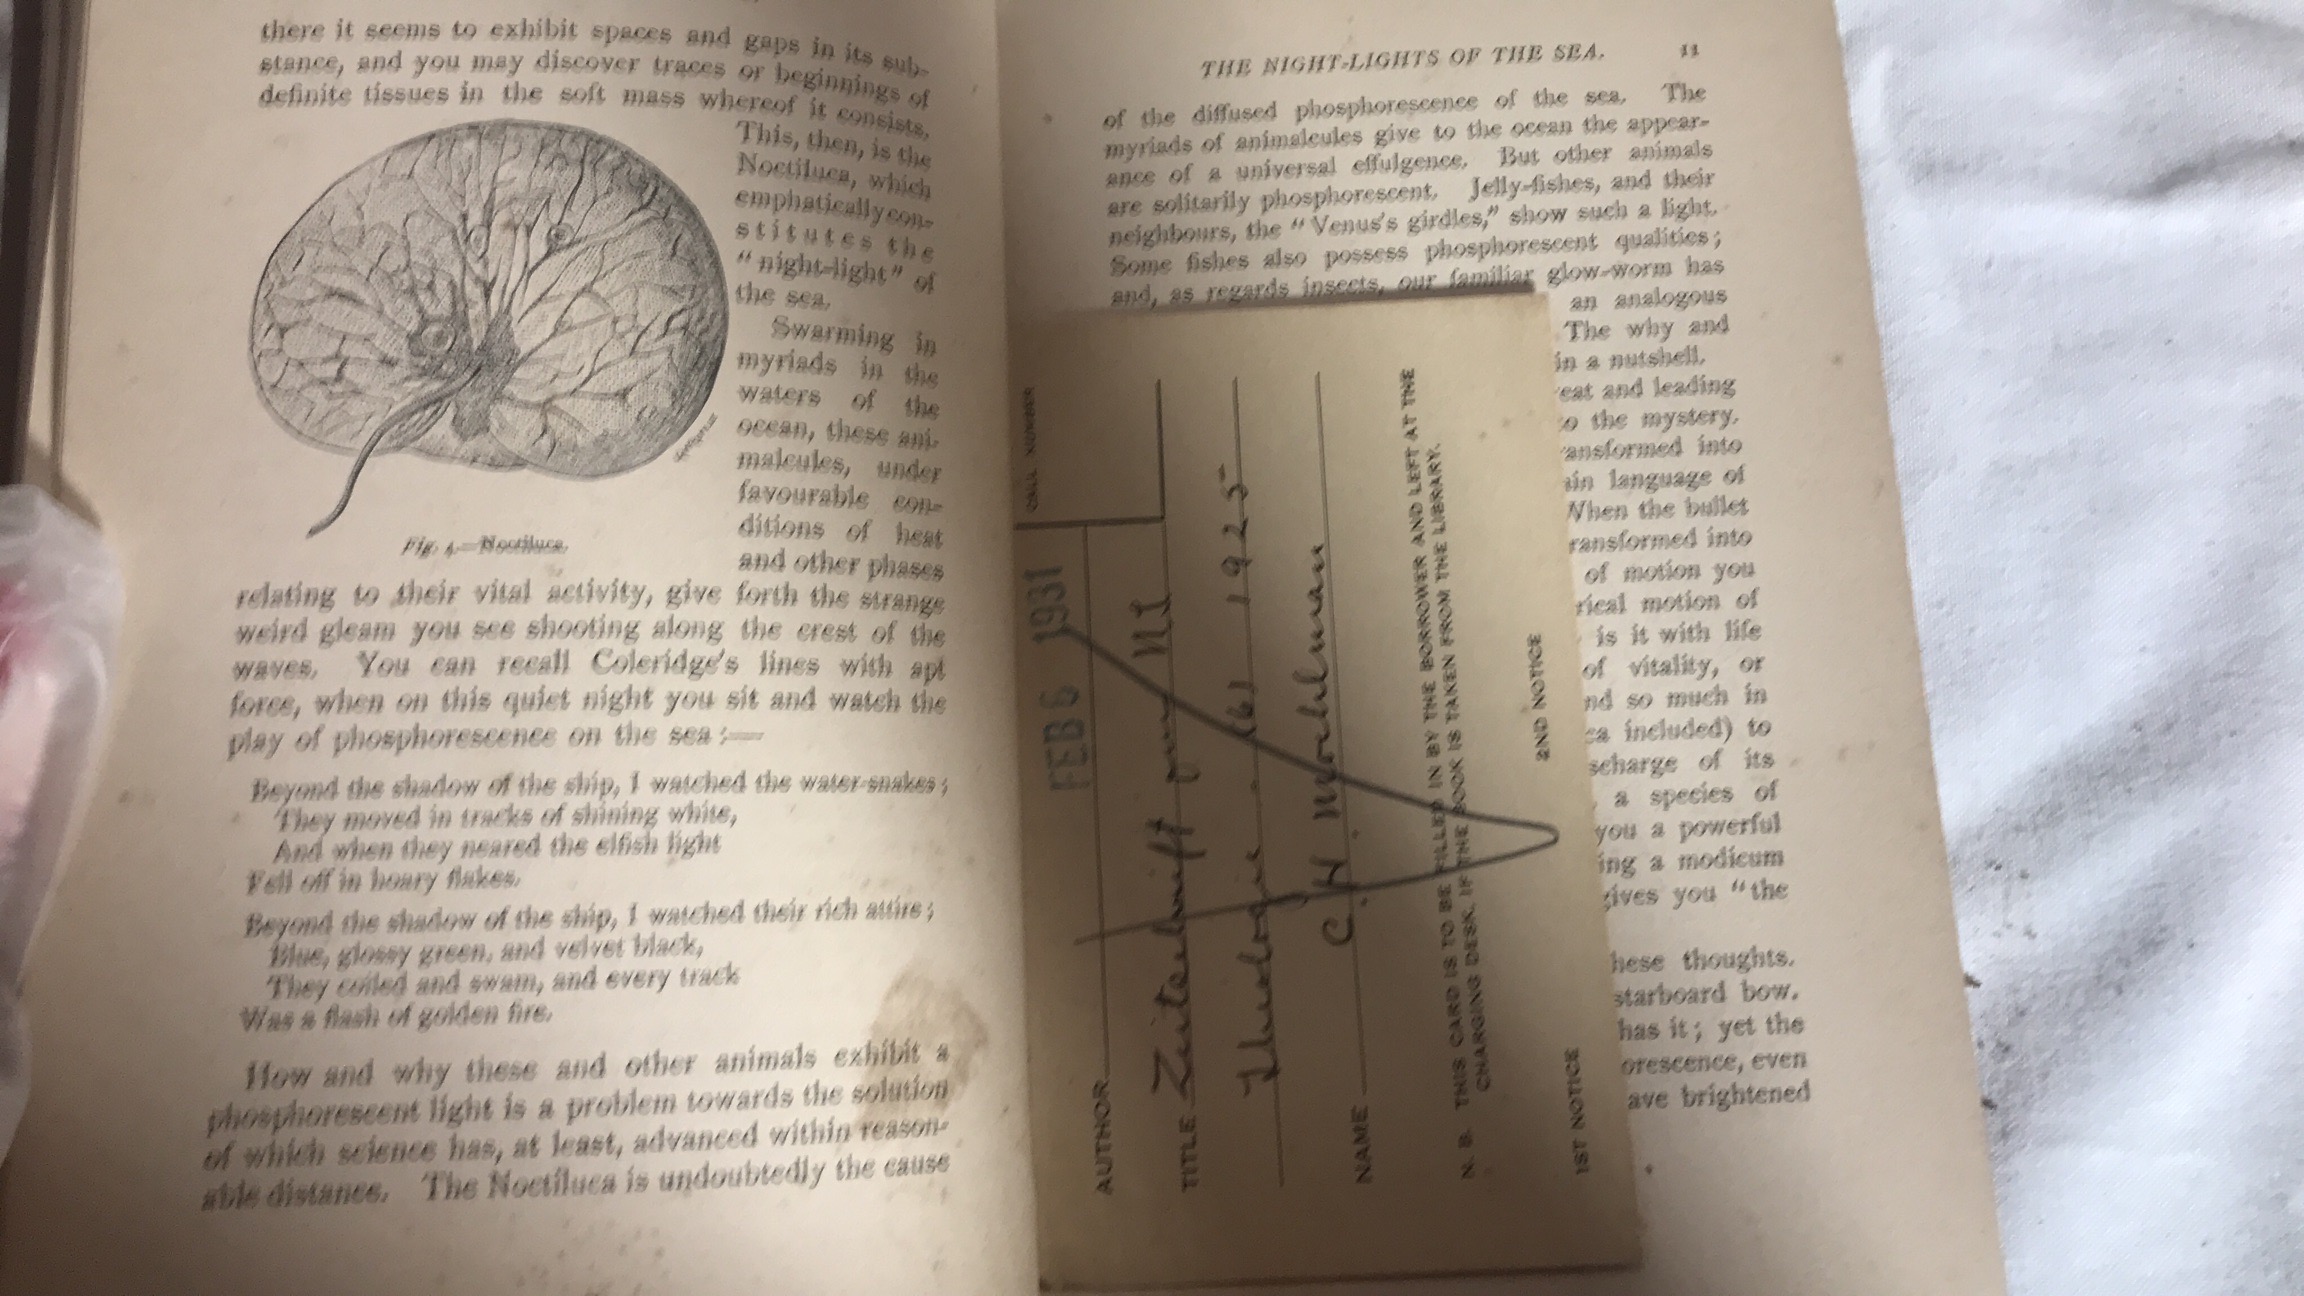 there it seems to exhibit spaces and gaps in its sub-
stance, and you may discover traces or beginnings of
definite tissues in the soft mass whereof it consists.
This, then, is the
Noctiluca, which
emphatically con-
stitutes the
"night-light" of
the sea.
Swarming in
myriads in the
waters of the
ocean, these ani-
malcules, under
favourable con-
ditions of heat
and other phases
Fig. 4.—Noctiluca.
relating to their vital activity, give forth the strange
weird gleam you see shooting along the crest of the
waves. You can recall Coleridge's lines with apt
force, when on this quiet night you sit and watch the
play of phosphorescence on the sea:—
Beyond the shadow of the ship, I watched the water-snakes;
They moved in tracks of shining white,
And when they neared the elfish light
Fell off in hoary flakes.
Beyond the shadow of the ship, I watched their rich attire;
Blue, glossy green, and velvet black,
They coiled and swam, and every track
Was a flash of golden fire.
How and why these and other animals exhibit a
phosphorescent light is a problem towards the solution
of which science has, at least, advanced within reason-
able distance. The Noctiluca is undoubtedly the cause
THE NIGHT-LIGHTS OF THE SEA. 11
of the diffused phosphorescence of the sea. The
myriads of animalcules give to the ocean the appear-
ance of a universal effulgence. But other animals
are solitarily phosphorescent. Jelly-fishes, and their
neighbours, the "Venus's girdles," show such a light.
Some fishes also possess phosphorescent qualities;
and, as regards insects, our familiar glow-worm has
an analogous
The why and
in a nutshell.
eat and leading
o the mystery.
ansformed into
ain language of
When the bullet
ransformed into
of motion you
rical motion of
is it with life
of vitality, or
nd so much in
ca included) to
scharge of its
a species of
you a powerful
ing a modicum
gives you "the
hese thoughts.
starboard bow.
has it; yet the
orescence, even
ave brightened
CALL NUMBER
FEB 6 1931
AUTHOR
TITLE
1925
NAME C. H.
N. B. THIS CARD IS TO BE FILLED IN BY THE BORROWER AND LEFT AT THE
CHARGING DESK. IF THE BOOK IS TAKEN FROM THE LIBRARY.
1ST NOTICE 2ND NOTICE